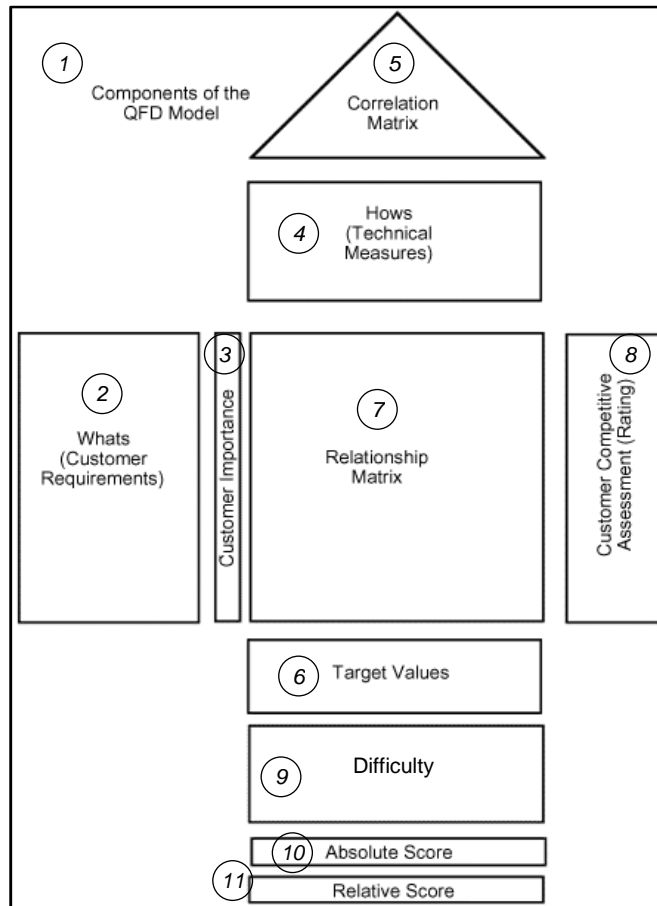 1
Components of the
QFD Model
5
Correlation
Matrix
4
Hows
(Technical
Measures)
2
Whats
(Customer
Requirements)
3
Customer Importance
7
Relationship
Matrix
8
Customer Competitive
Assessment (Rating)
6
Target Values
9
Difficulty
10
Absolute Score
11
Relative Score